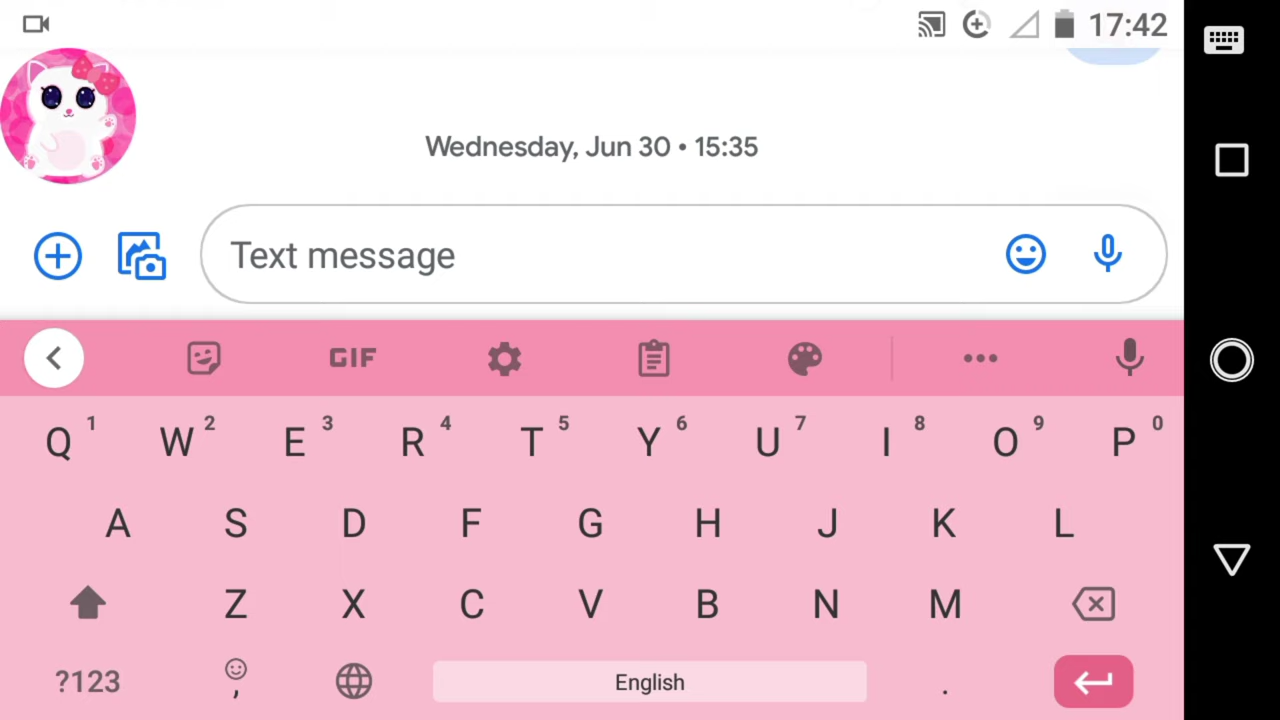 17:42
Wednesday, Jun 30 • 15:35
Text message
GIF
Q 1 W 2 E 3 R 4 T 5 Y 6 U 7 I 8 O 9 P 0
A S D F G H J K L
Z X C V B N M
?123 , English .